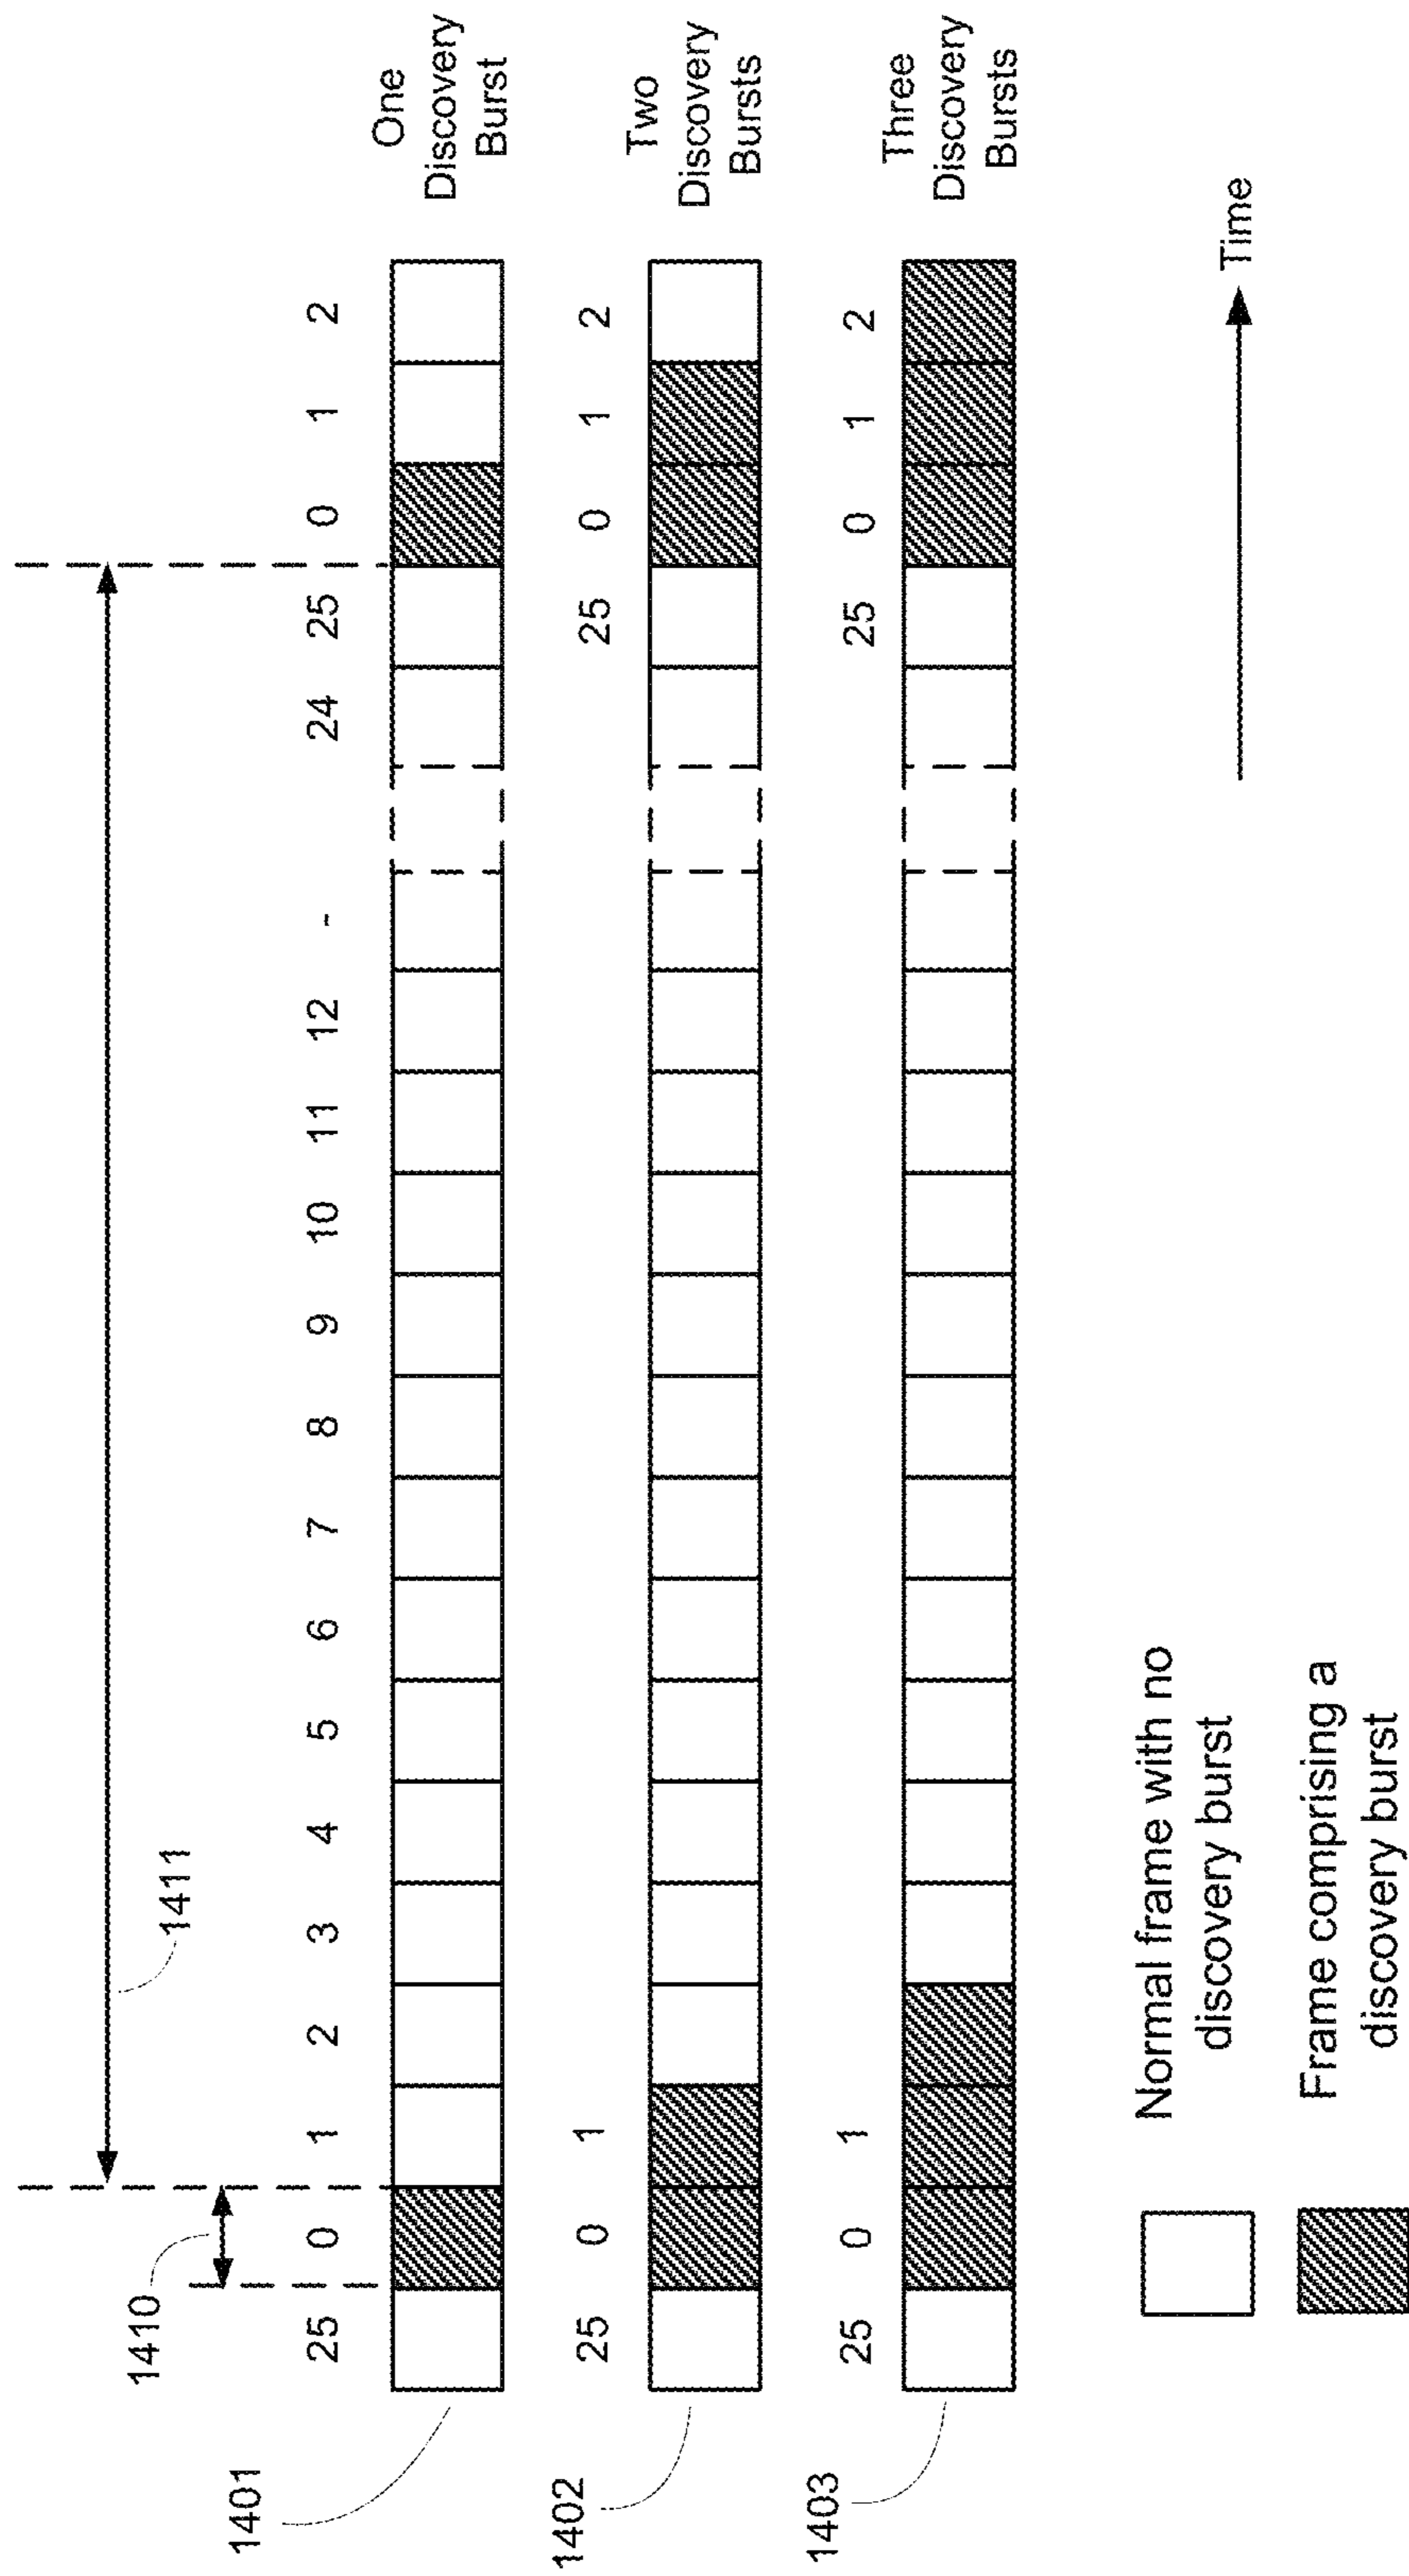 1411
1410
25 0 1 2 3 4 5 6 7 8 9 10 11 12 - 24 25 0 1 2
1401
One
Discovery
Burst
25 0 1 25 0 1 2
1402
Two
Discovery
Bursts
25 0 1 25 0 1 2
1403
Three
Discovery
Bursts
Normal frame with no
discovery burst
Time
Frame comprising a
discovery burst